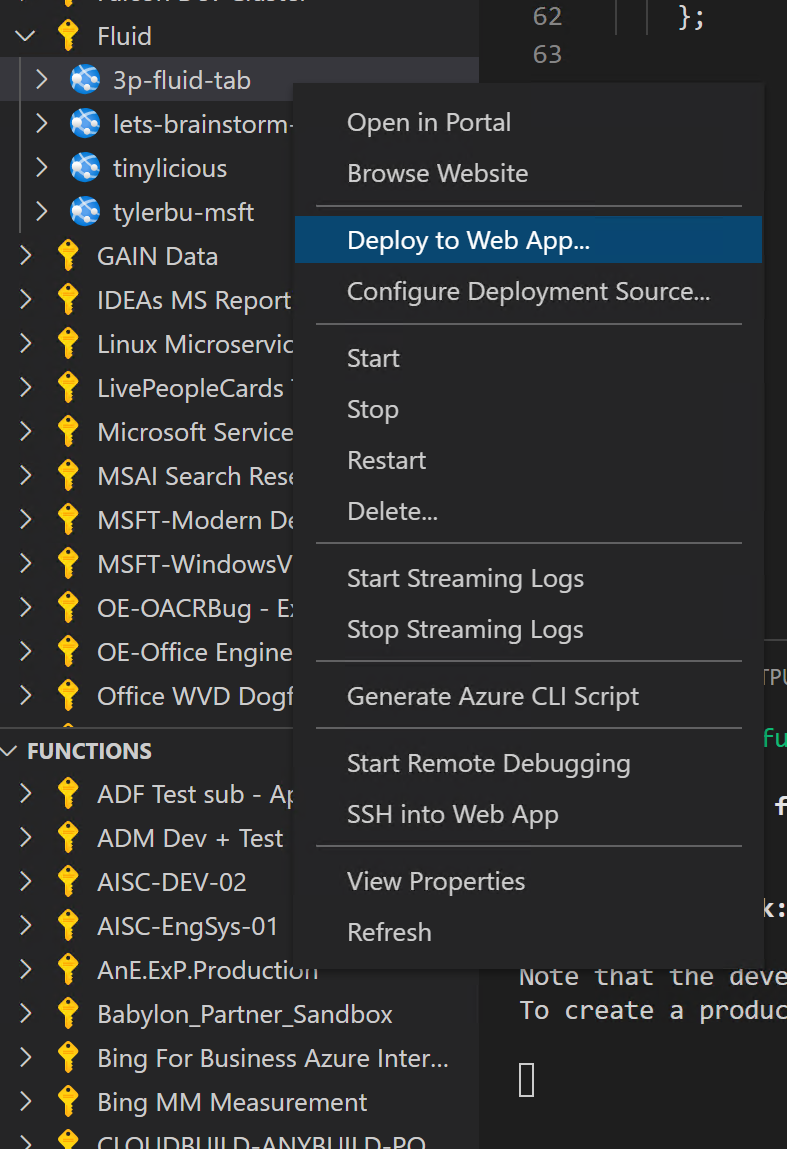 Fluid
3p-fluid-tab
lets-brainstorm-
tinylicious
tylerbu-msft
GAIN Data
IDEAs MS Report
Linux Microservic
LivePeopleCards
Microsoft Service
MSAI Search Rese
MSFT-Modern De
MSFT-WindowsV
OE-OACRBug - Ex
OE-Office Engine
Office WVD Dogf
FUNCTIONS
ADF Test sub - Ap
ADM Dev + Test
AISC-DEV-02
AISC-EngSys-01
AnE.ExP.Production
Babylon_Partner_Sandbox
Bing For Business Azure Inter...
Bing MM Measurement
CLOUDBUILD-ANYBUILD-PO
Open in Portal
Browse Website
Deploy to Web App...
Configure Deployment Source...
Start
Stop
Restart
Delete...
Start Streaming Logs
Stop Streaming Logs
Generate Azure CLI Script
Start Remote Debugging
SSH into Web App
View Properties
Refresh
62 };
63
TPU
fu
f
k:
Note that the deve
To create a produc